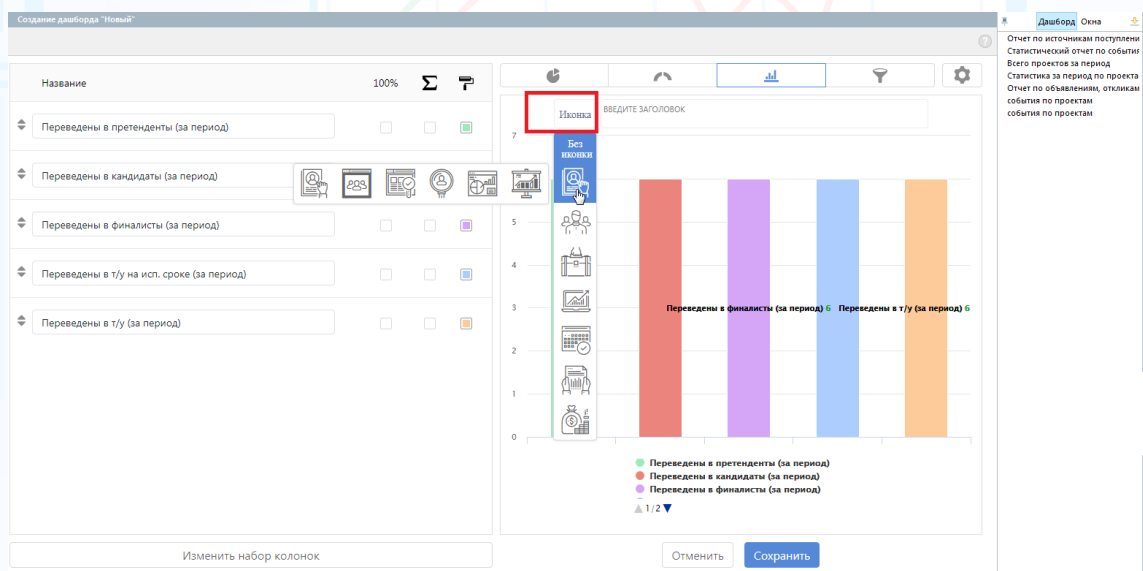 Создание дашборда "Новый"
Дашборд Окна
Отчет по источникам поступлени
Статистический отчет по события
Всего проектов за период
Статистика за период по проекта
Отчет по объявлениям, откликам
события по проектам
события по проектам
Название 100% Σ
Переведены в претенденты (за период)
Переведены в кандидаты (за период)
Переведены в финалисты (за период)
Переведены в т/у на исп. сроке (за период)
Переведены в т/у (за период)
Изменить набор колонок
Иконка ВВЕДИТЕ ЗАГОЛОВОК
Без
иконки
7
5
4
3
2
1
0
Переведены в финалисты (за период) 6 Переведены в т/у (за период) 6
Переведены в претенденты (за период)
Переведены в кандидаты (за период)
Переведены в финалисты (за период)
1/2
Отменить Сохранить